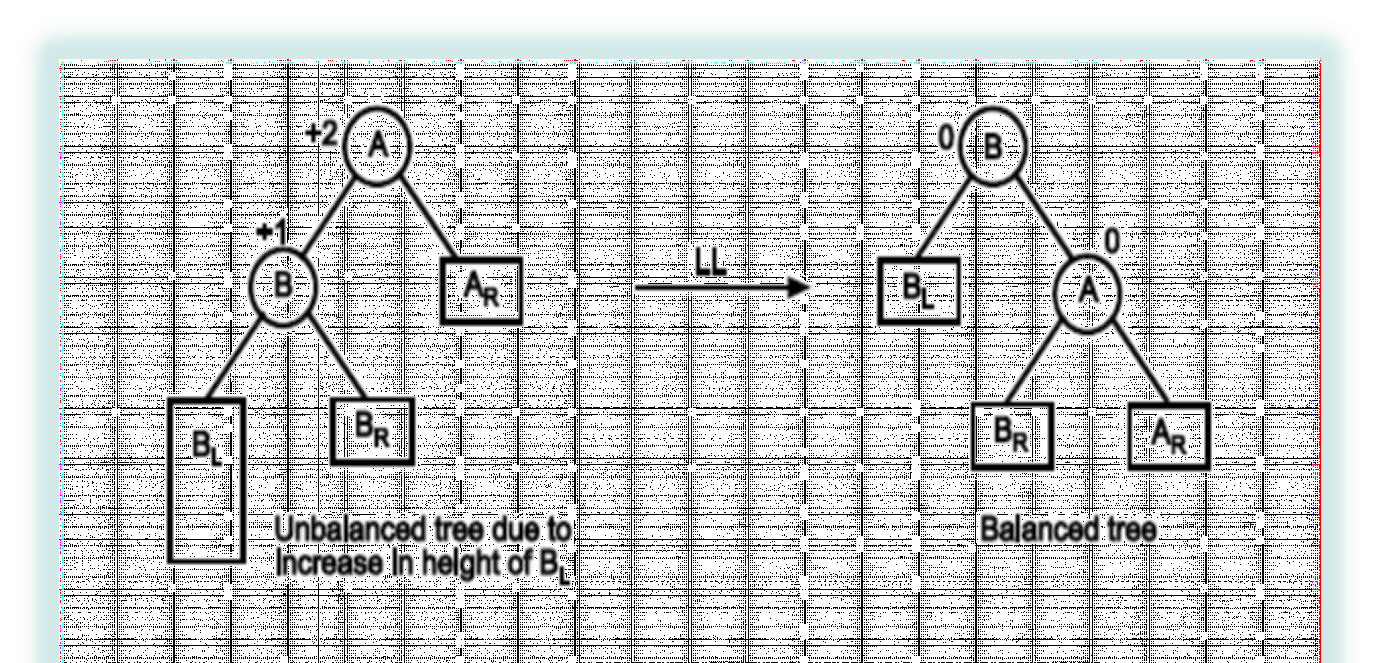 +2
A
0
B
+1
B
A_R
LL
B_L
0
A
B_L
B_R
B_R
A_R
Unbalanced tree due to
increase in height of B_L
Balanced tree